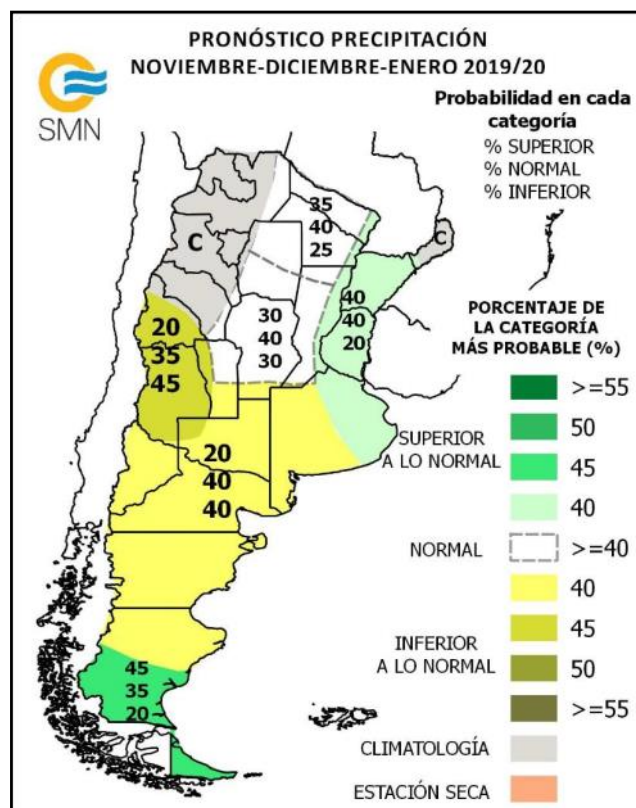 PRONÓSTICO PRECIPITACIÓN
NOVIEMBRE-DICIEMBRE-ENERO 2019/20
SMN
Probabilidad en cada
categoría
% SUPERIOR
% NORMAL
% INFERIOR
35
40
25
C
C
40
40
20
20
35
45
30
40
30
20
40
40
45
35
20
PORCENTAJE DE
LA CATEGORÍA
MÁS PROBABLE (%)
>=55
50
SUPERIOR
A LO NORMAL
45
40
NORMAL
>=40
40
INFERIOR
A LO NORMAL
45
50
>=55
CLIMATOLOGÍA
ESTACIÓN SECA